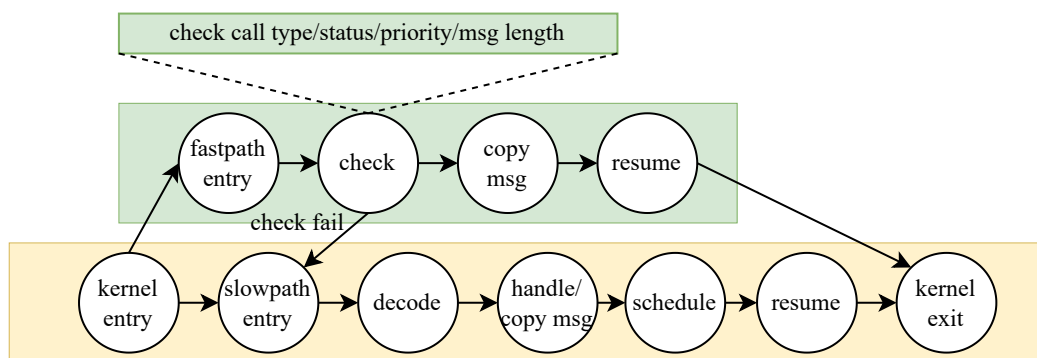 check call type/status/priority/msg length
fastpath
entry
check
copy
msg
resume
check fail
kernel
entry
slowpath
entry
decode
handle/
copy msg
schedule
resume
kernel
exit